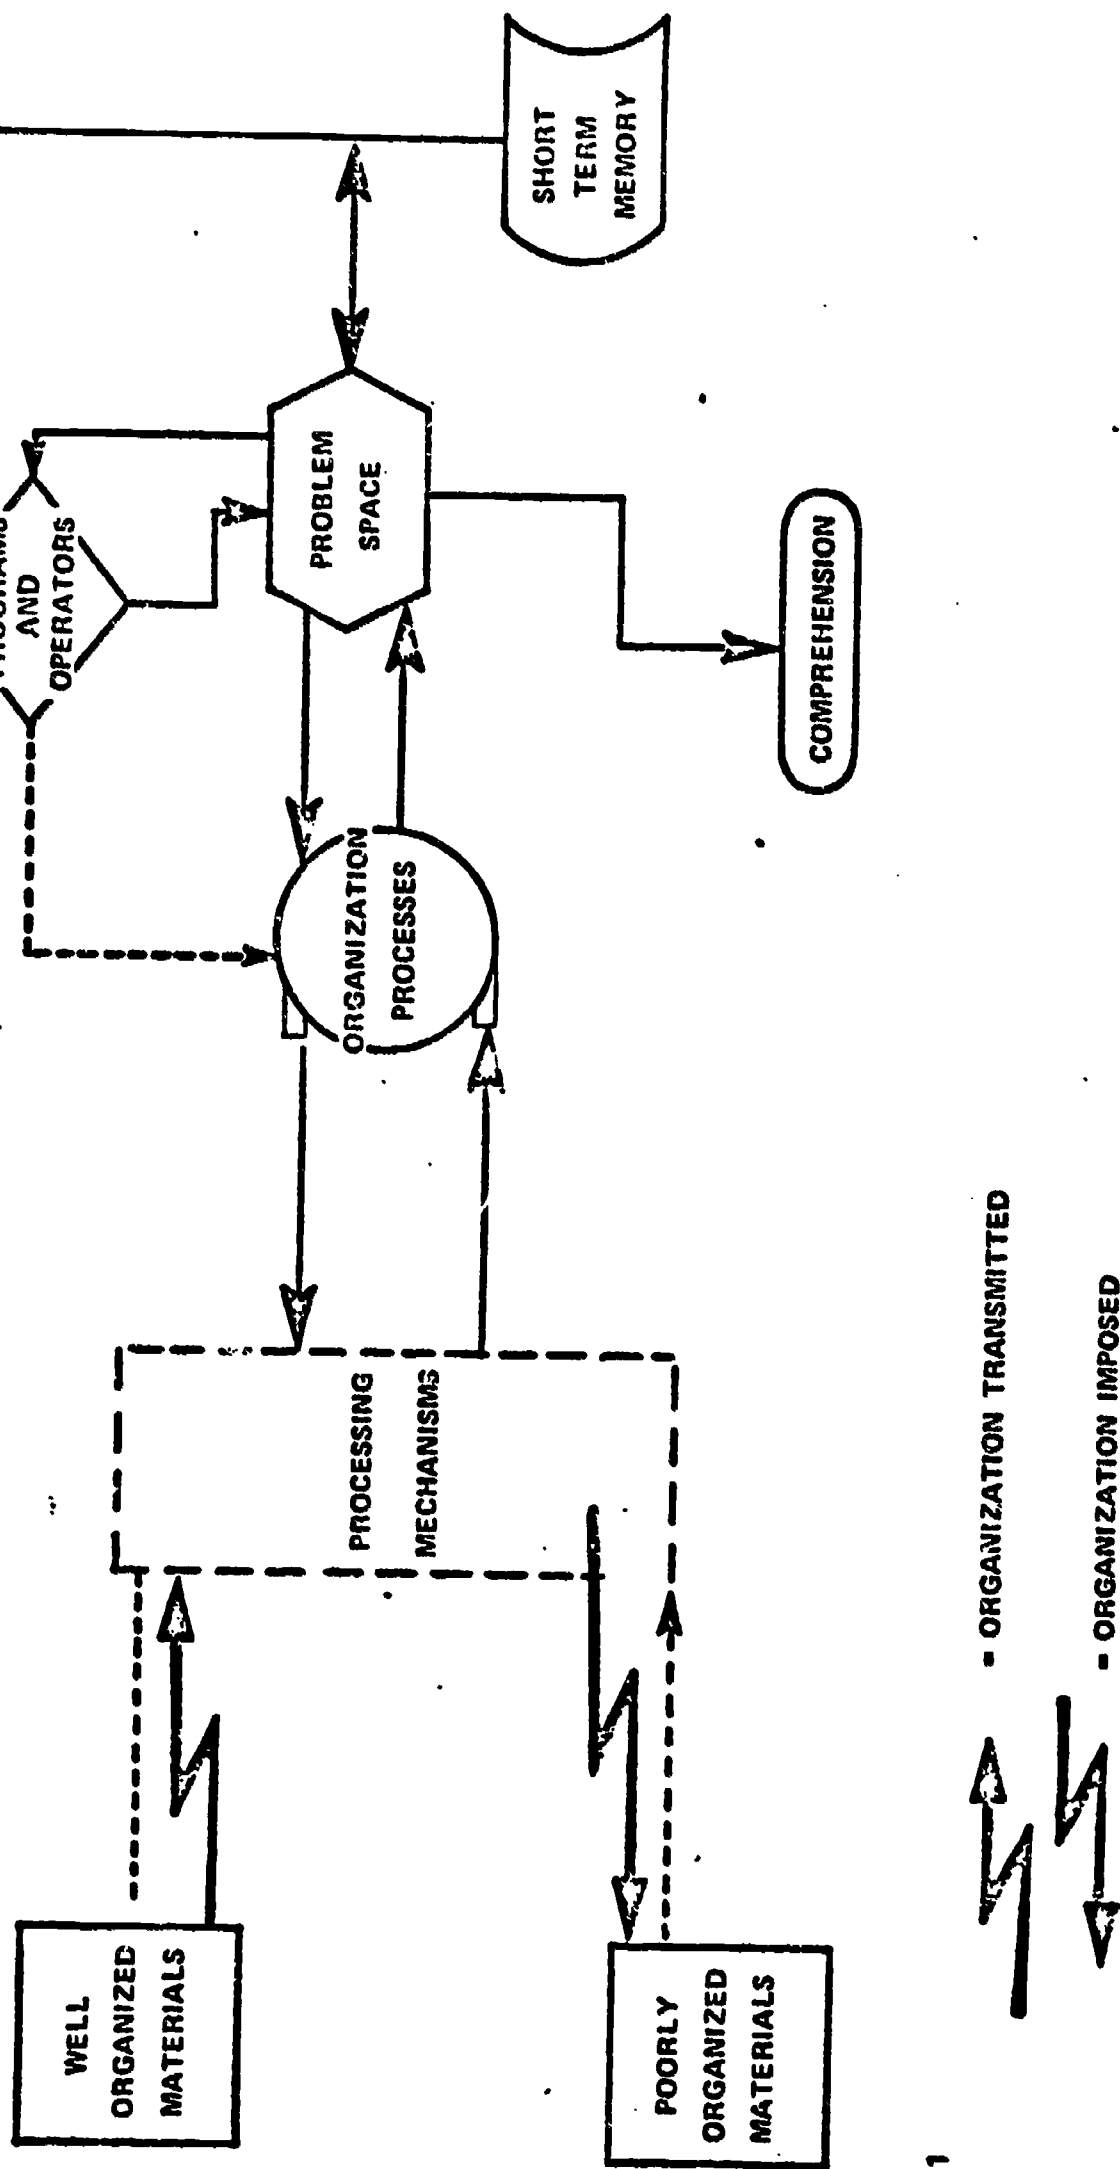 AND
OPERATORS
SHORT
TERM
MEMORY
PROBLEM
SPACE
ORGANIZATION
PROCESSES
COMPREHENSION
PROCESSING
MECHANISMS
WELL
ORGANIZED
MATERIALS
POORLY
ORGANIZED
MATERIALS
= ORGANIZATION TRANSMITTED
= ORGANIZATION IMPOSED